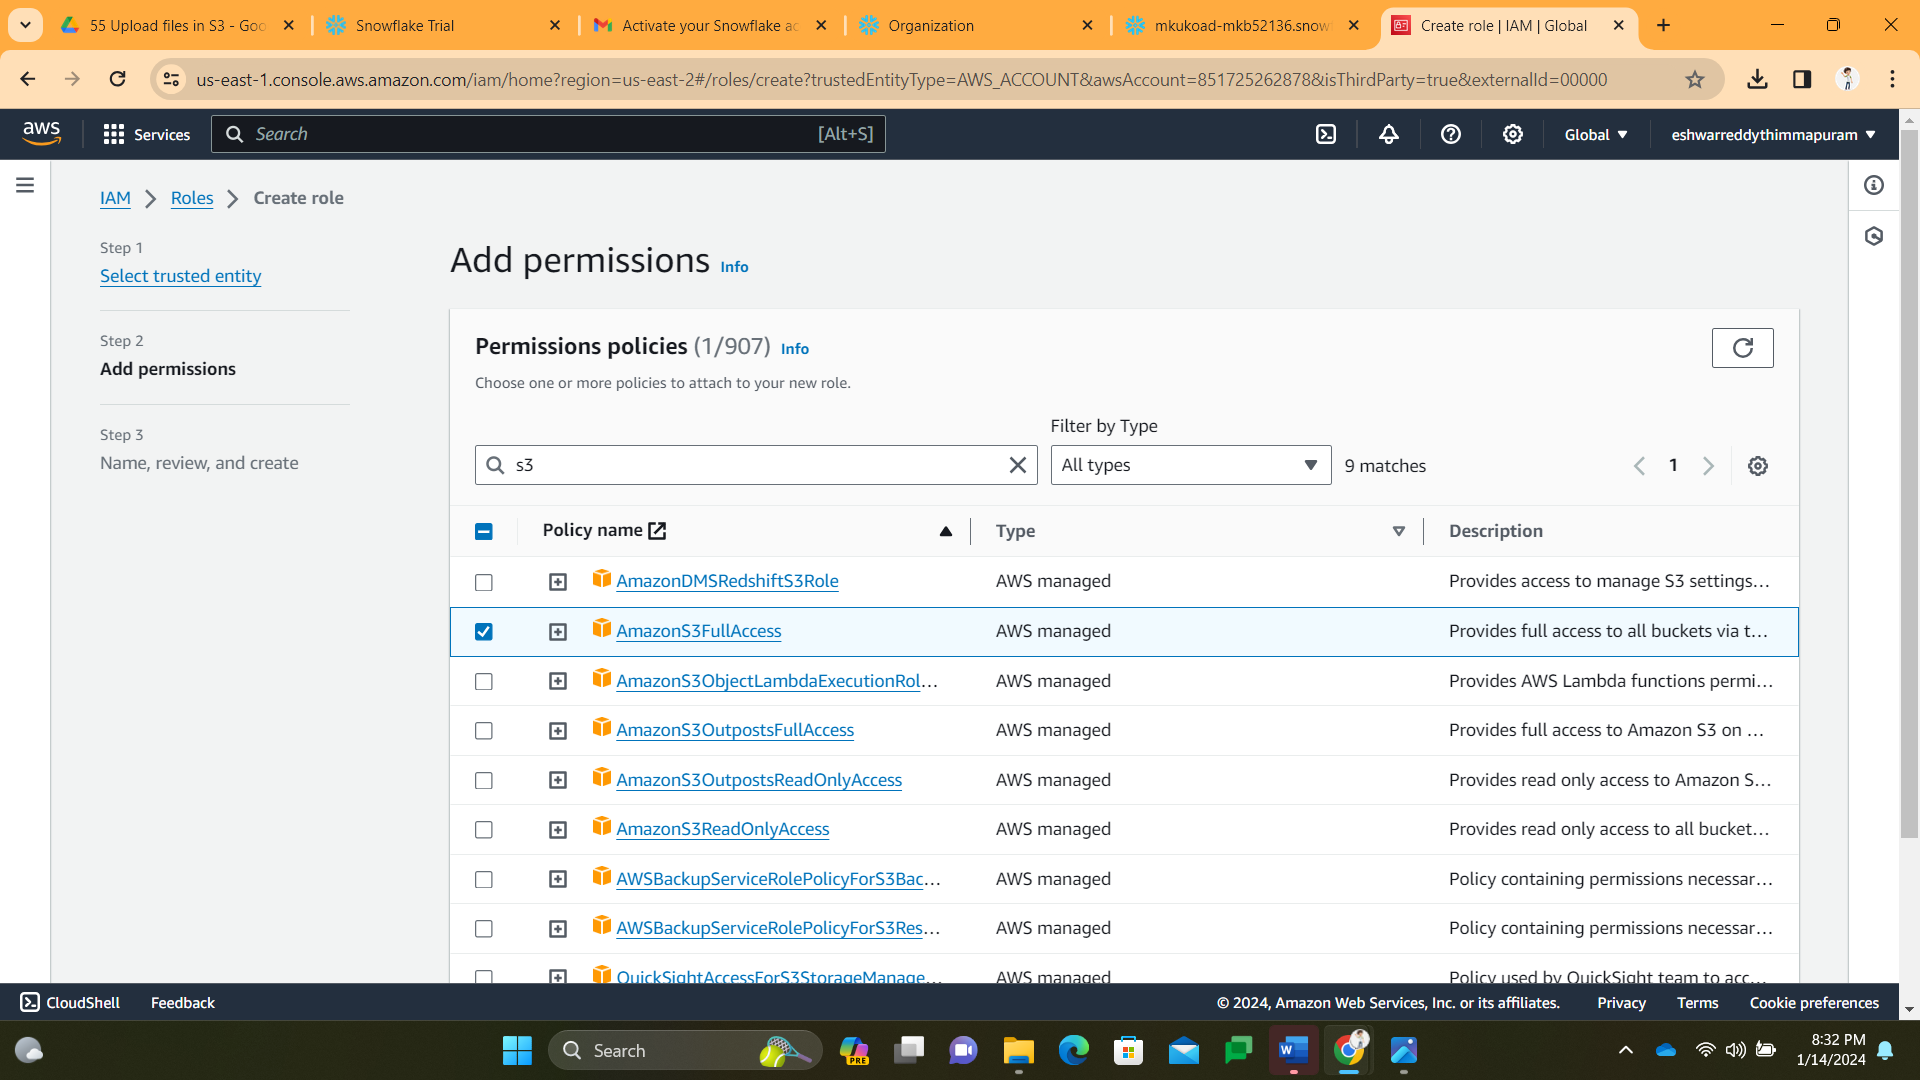 55 Upload files in S3 - Goo
Snowflake Trial
Activate your Snowflake ac
Organization
mkukoad-mkb52136.snowf
Create role | IAM | Global
us-east-1.console.aws.amazon.com/iam/home?region=us-east-2#/roles/create?trustedEntityType=AWS_ACCOUNT&awsAccount=851725262878&isThirdParty=true&externalId=00000
aws
Services
Search
[Alt+S]
Global
eshwarreddythimmapuram
IAM
Roles
Create role
Step 1
Select trusted entity
Step 2
Add permissions
Step 3
Name, review, and create
Add permissions Info
Permissions policies (1/907) Info
Choose one or more policies to attach to your new role.
Filter by Type
s3
All types
9 matches
1
Policy name
Type
Description
AmazonDMSRedshiftS3Role
AWS managed
Provides access to manage S3 settings...
AmazonS3FullAccess
AWS managed
Provides full access to all buckets via t...
AmazonS3ObjectLambdaExecutionRol...
AWS managed
Provides AWS Lambda functions permi...
AmazonS3OutpostsFullAccess
AWS managed
Provides full access to Amazon S3 on ...
AmazonS3OutpostsReadOnlyAccess
AWS managed
Provides read only access to Amazon S...
AmazonS3ReadOnlyAccess
AWS managed
Provides read only access to all bucket...
AWSBackupServiceRolePolicyForS3Bac...
AWS managed
Policy containing permissions necessar...
AWSBackupServiceRolePolicyForS3Res...
AWS managed
Policy containing permissions necessar...
QuickSightAccessForS3StorageManage...
AWS managed
Policy used by QuickSight team to acc...
CloudShell
Feedback
© 2024, Amazon Web Services, Inc. or its affiliates.
Privacy
Terms
Cookie preferences
Search
PRE
W
8:32 PM
1/14/2024